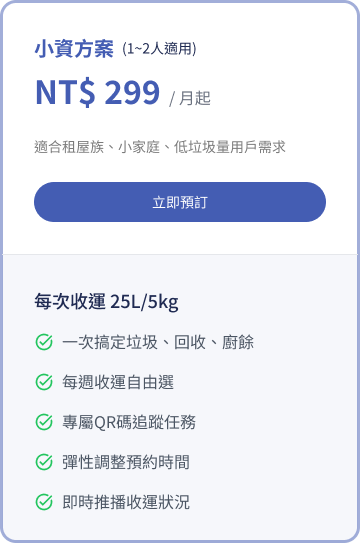 小資方案 (1~2人適用)
NT$ 299 / 月起
適合租屋族、小家庭、低垃圾量用戶需求
立即預訂
每次收運 25L/5kg
一次搞定垃圾、回收、廚餘
每週收運自由選
專屬QR碼追蹤任務
彈性調整預約時間
即時推播收運狀況